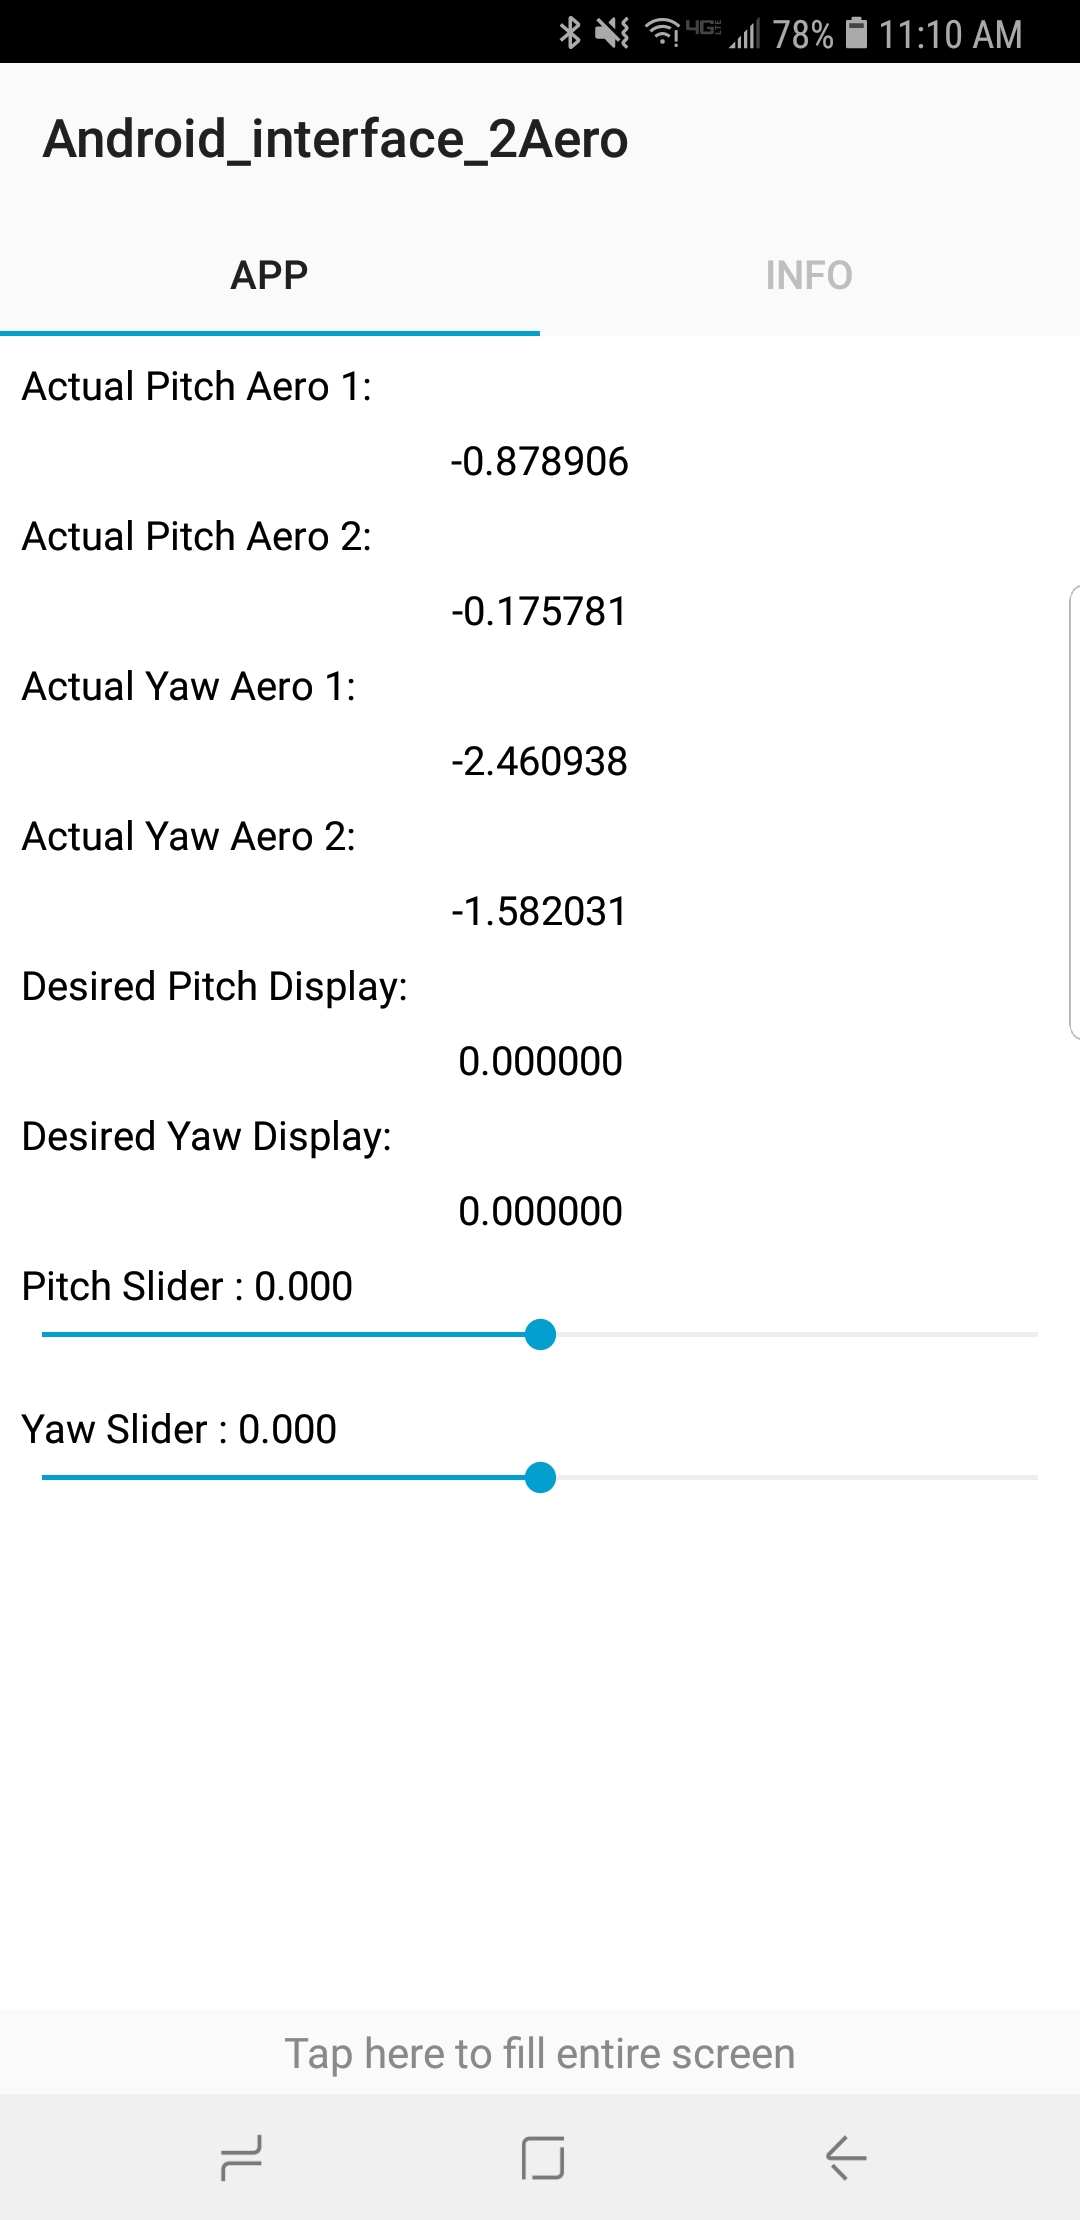 4G 78% 11:10 AM
Android_interface_2Aero
APP INFO
Actual Pitch Aero 1:
-0.878906
Actual Pitch Aero 2:
-0.175781
Actual Yaw Aero 1:
-2.460938
Actual Yaw Aero 2:
-1.582031
Desired Pitch Display:
0.000000
Desired Yaw Display:
0.000000
Pitch Slider : 0.000
Yaw Slider : 0.000
Tap here to fill entire screen